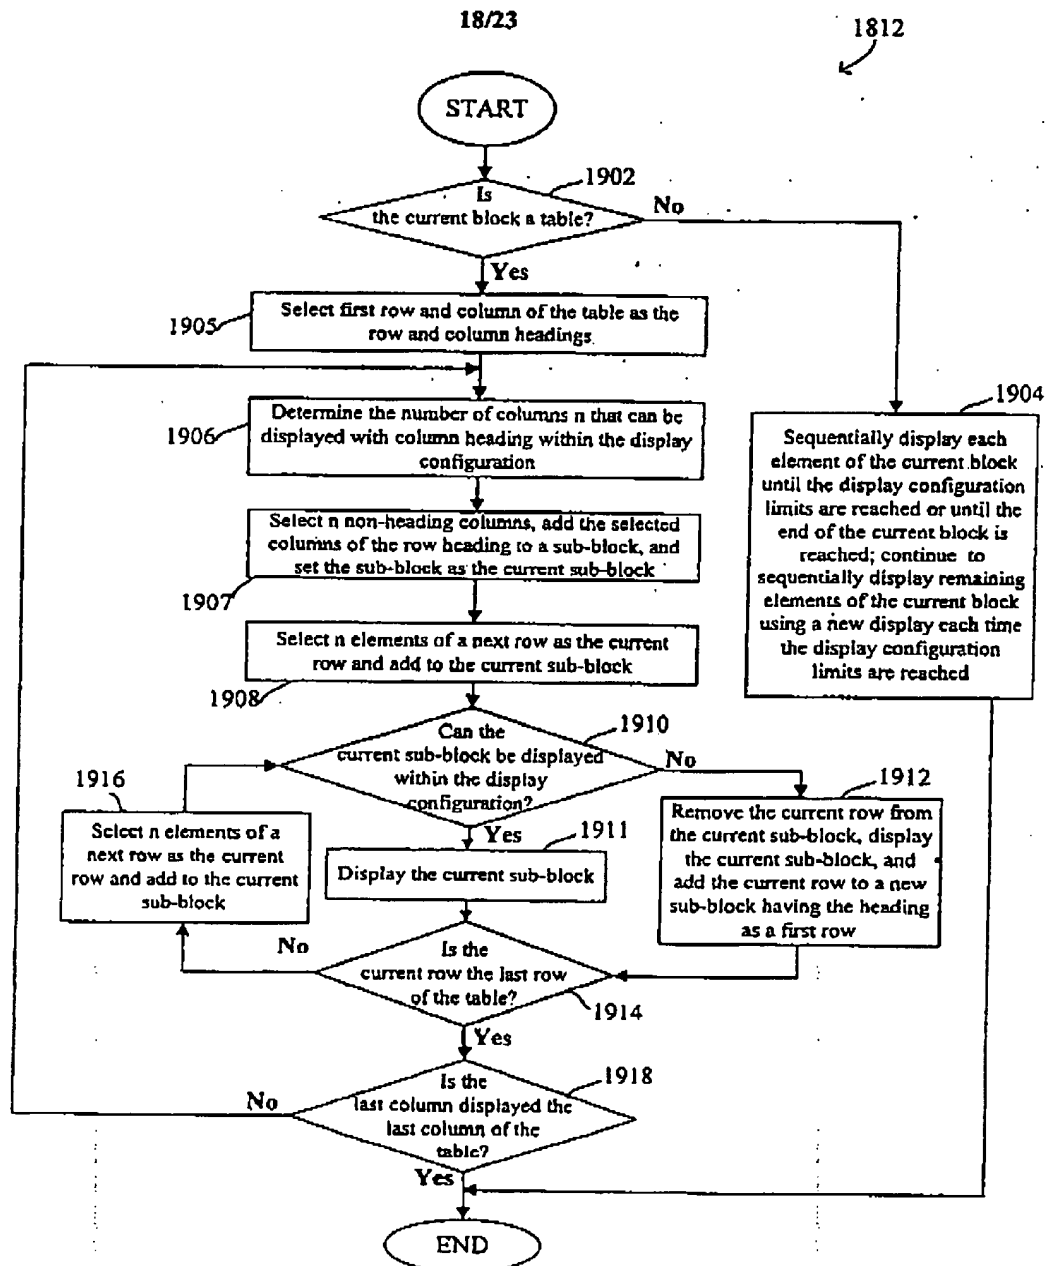 18/23
1812
START
1902
Is
the current block a table?
No
Yes
1905
Select first row and column of the table as the
row and column headings.
1906
Determine the number of columns n that can be
displayed with column heading within the display
configuration
1904
Sequentially display each
element of the current block
until the display configuration
limits are reached or until the
end of the current block is
reached; continue to
sequentially display remaining
elements of the current block
using a new display each time
the display configuration
limits are reached
Select n non-heading columns, add the selected
columns of the row heading to a sub-block, and
set the sub-block as the current sub-block
1907
Select n elements of a next row as the current
row and add to the current sub-block
1908
1910
Can the
current sub-block be displayed
within the display
configuration?
No
Yes
1916
Select n elements of a
next row as the current
row and add to the current
sub-block
1911
Display the current sub-block
1912
Remove the current row from
the current sub-block, display
the current sub-block, and
add the current row to a new
sub-block having the heading
as a first row
No
Is the
current row the last row
of the table?
1914
Yes
1918
Is the
last column displayed the
last column of the
table?
No
Yes
END